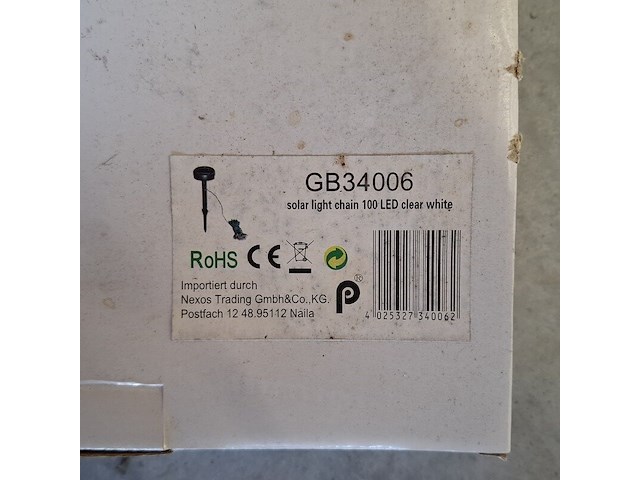 GB34006
solar light chain 100 LED clear white
RoHS CE
Importiert durch
Nexos Trading GmbH&Co.,KG.
Postfach 12 48.95112 Naila
4 025327 340062